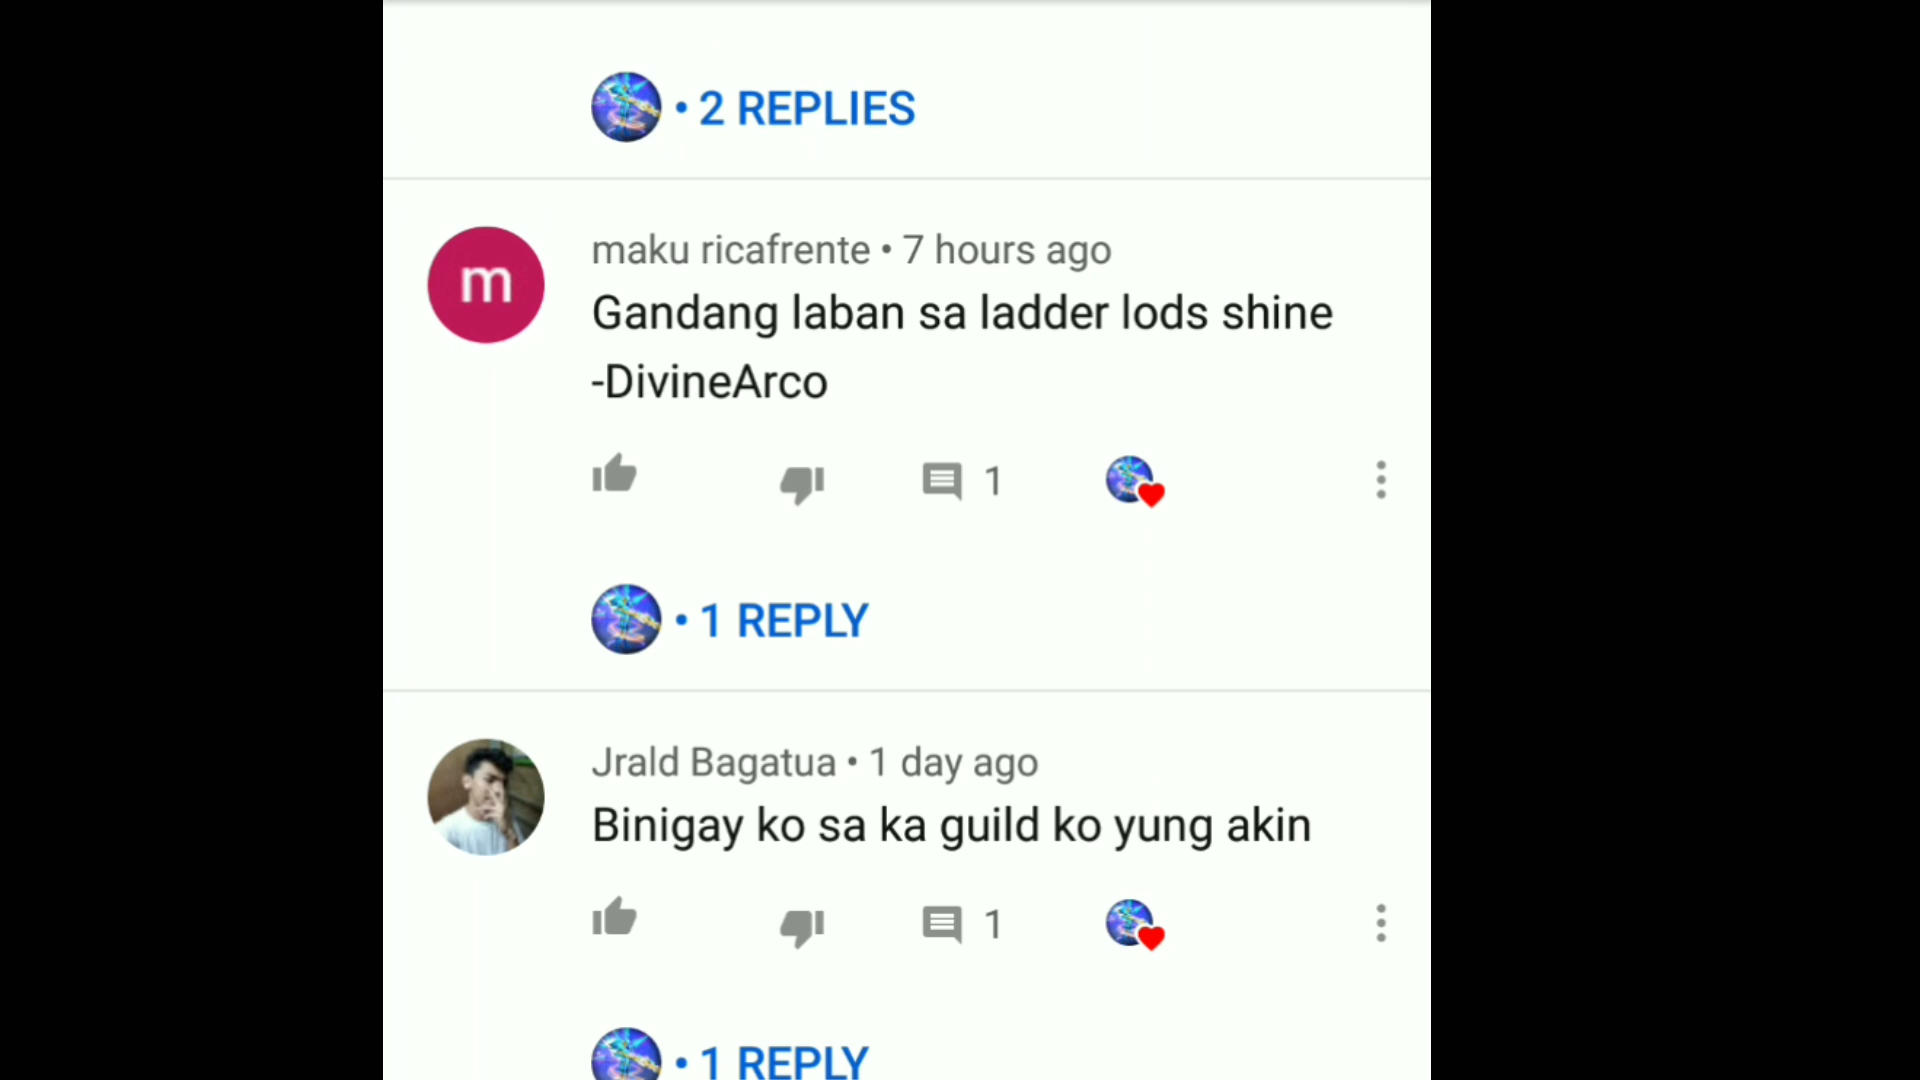 • 2 REPLIES
m
maku ricafrente • 7 hours ago
Gandang laban sa ladder lods shine
-DivineArco
1
• 1 REPLY
Jrald Bagatua • 1 day ago
Binigay ko sa ka guild ko yung akin
1
• 1 REPLY